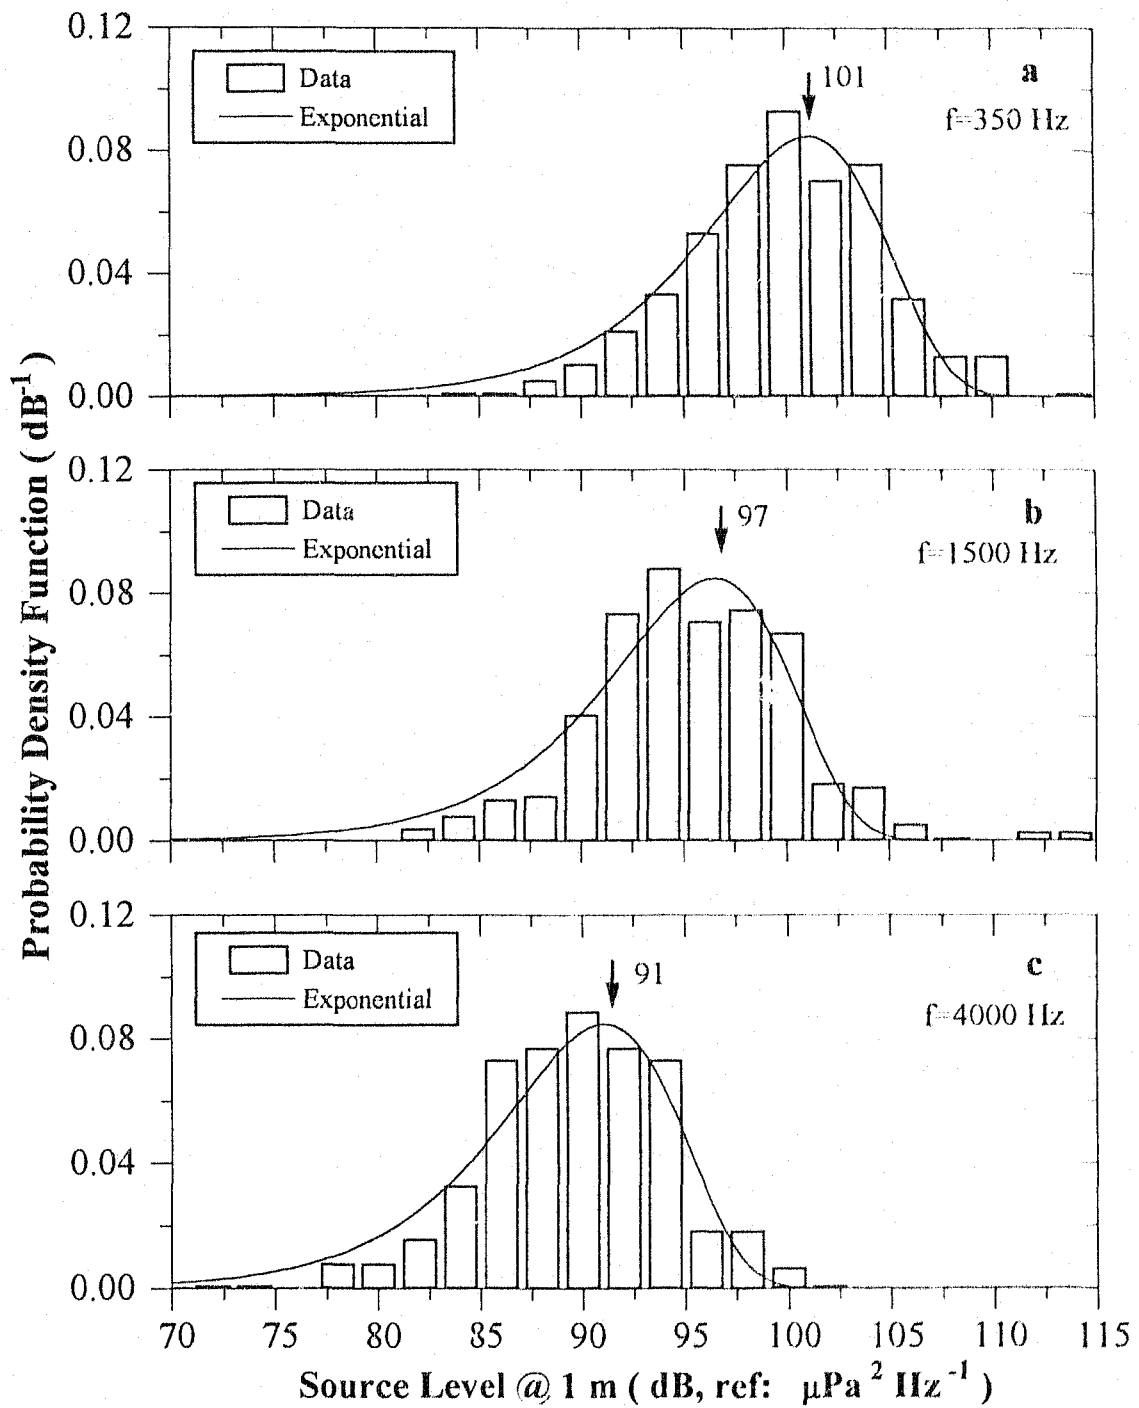 Probability Density Function ( dB-1 )
0.12
0.08
0.04
0.00
Data
Exponential
101
a
f=350 Hz
0.12
0.08
0.04
0.00
Data
Exponential
97
b
f=1500 Hz
0.12
0.08
0.04
0.00
Data
Exponential
91
c
f=4000 Hz
70 75 80 85 90 95 100 105 110 115
Source Level @ 1 m ( dB, ref: μPa2 Hz-1 )